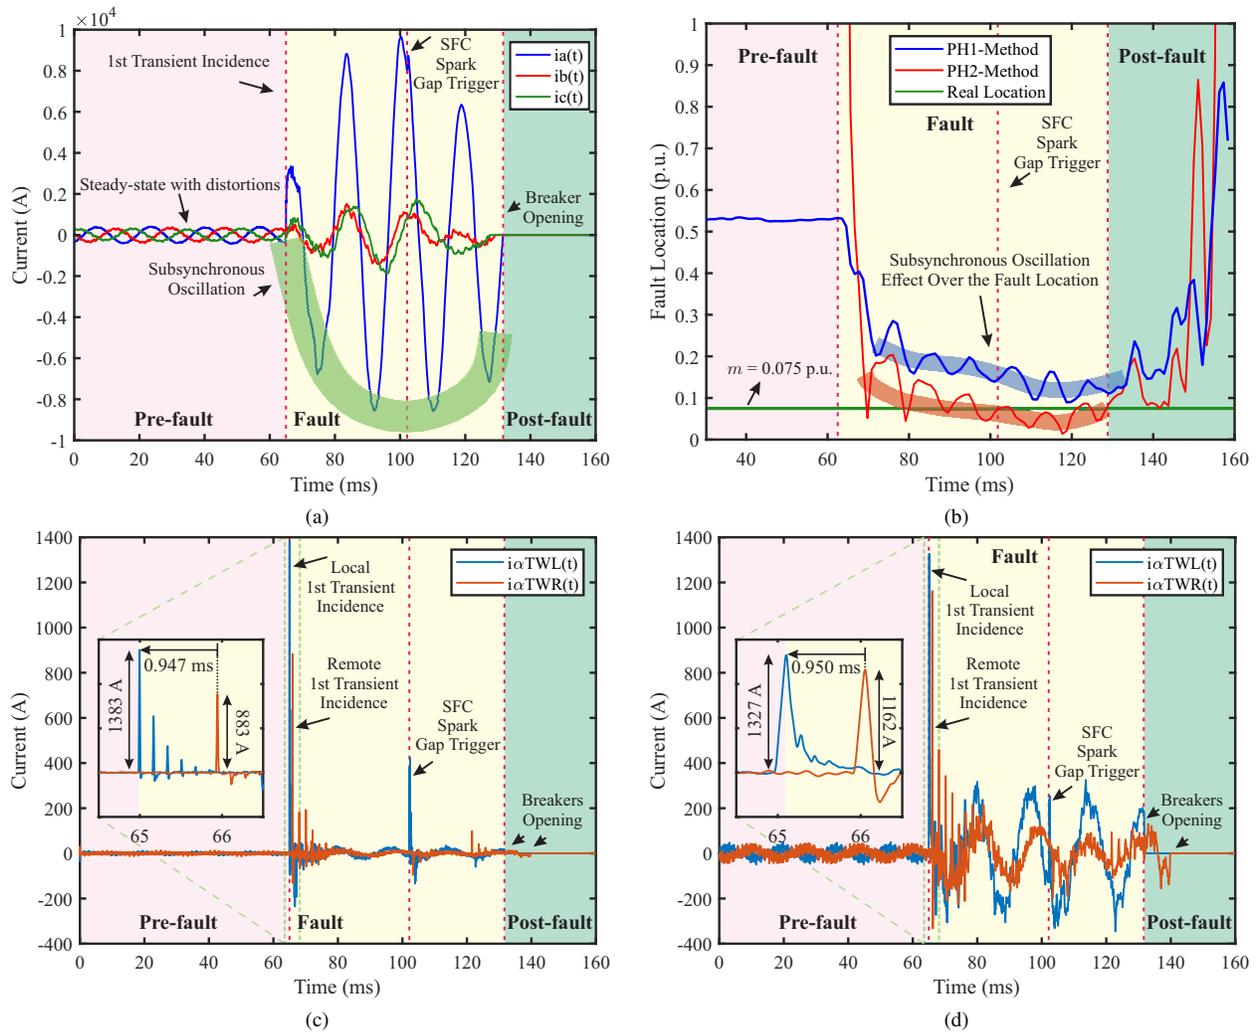 ×10⁴
1
0.8
0.6
0.4
0.2
0
-0.2
-0.4
-0.6
-0.8
-1
Current (A)
1st Transient Incidence
SFC
Spark
Gap Trigger
ia(t)
ib(t)
ic(t)
Steady-state with distortions
Breaker
Opening
Subsynchronous
Oscillation
Pre-fault
Fault
Post-fault
0 20 40 60 80 100 120 140 160
Time (ms)
(a)
1
0.9
0.8
0.7
0.6
0.5
0.4
0.3
0.2
0.1
0
Fault Location (p.u.)
Pre-fault
PH1-Method
PH2-Method
Real Location
Post-fault
Fault
SFC
Spark
Gap Trigger
Subsynchronous Oscillation
Effect Over the Fault Location
m = 0.075 p.u.
40 60 80 100 120 140 160
Time (ms)
(b)
1400
1200
1000
800
600
400
200
0
-200
-400
Current (A)
iαTWL(t)
iαTWR(t)
Local
1st Transient
Incidence
0.947 ms
1383 A
883 A
65 66
Remote
1st Transient
Incidence
SFC
Spark
Gap Trigger
Breakers
Opening
Pre-fault
Fault
Post-fault
0 20 40 60 80 100 120 140 160
Time (ms)
(c)
1400
1200
1000
800
600
400
200
0
-200
-400
Current (A)
Fault
iαTWL(t)
iαTWR(t)
Local
1st Transient
Incidence
0.950 ms
1327 A
1162 A
65 66
Remote
1st Transient
Incidence
SFC
Spark
Gap Trigger
Breakers
Opening
Pre-fault
Post-fault
0 20 40 60 80 100 120 140 160
Time (ms)
(d)